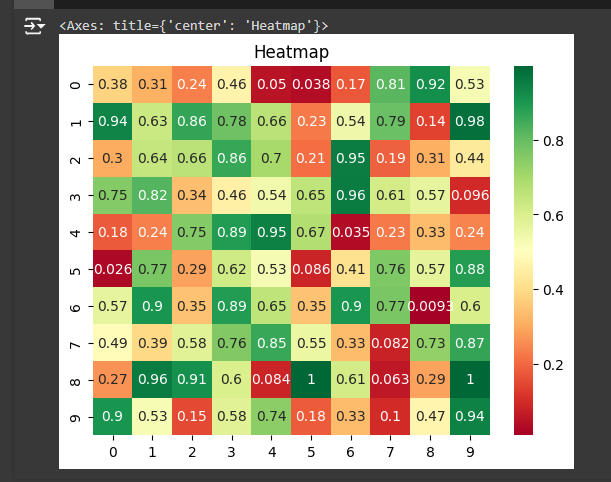 <Axes: title={'center': 'Heatmap'}>
Heatmap
0 0.38 0.31 0.24 0.46 0.05 0.038 0.17 0.81 0.92 0.53
1 0.94 0.63 0.86 0.78 0.66 0.23 0.54 0.79 0.14 0.98
2 0.3 0.64 0.66 0.86 0.7 0.21 0.95 0.19 0.31 0.44
3 0.75 0.82 0.34 0.46 0.54 0.65 0.96 0.61 0.57 0.096
4 0.18 0.24 0.75 0.89 0.95 0.67 0.035 0.23 0.33 0.24
5 0.026 0.77 0.29 0.62 0.53 0.086 0.41 0.76 0.57 0.88
6 0.57 0.9 0.35 0.89 0.65 0.35 0.9 0.77 0.0093 0.6
7 0.49 0.39 0.58 0.76 0.85 0.55 0.33 0.082 0.73 0.87
8 0.27 0.96 0.91 0.6 0.084 1 0.61 0.063 0.29 1
9 0.9 0.53 0.15 0.58 0.74 0.18 0.33 0.1 0.47 0.94
0 1 2 3 4 5 6 7 8 9
0.8
0.6
0.4
0.2